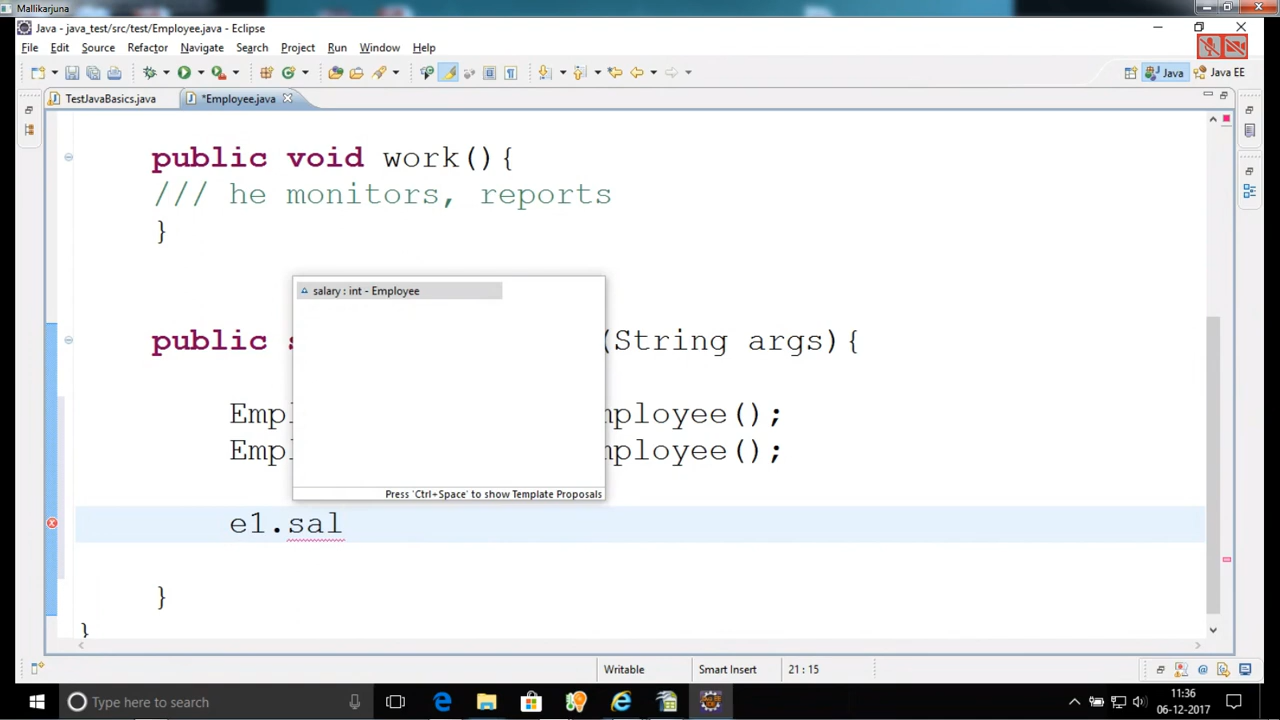 Mallikarjuna
Java - java_test/src/test/Employee.java - Eclipse
File Edit Source Refactor Navigate Search Project Run Window Help
Java Java EE
TestJavaBasics.java *Employee.java
public void work(){
/// he monitors, reports
}
salary : int - Employee
public s (String args){
Empl mployee();
Empl mployee();
Press 'Ctrl+Space' to show Template Proposals
e1.sal
}
}
Writable Smart Insert 21 : 15
Type here to search
11:36
06-12-2017